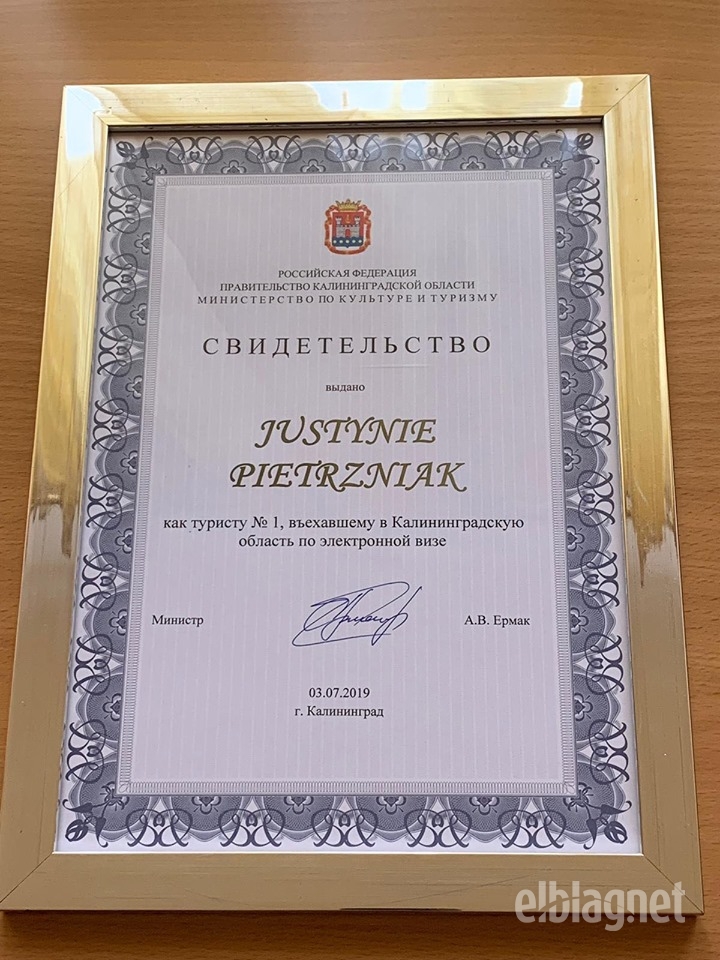 РОССИЙСКАЯ ФЕДЕРАЦИЯ
ПРАВИТЕЛЬСТВО КАЛИНИНГРАДСКОЙ ОБЛАСТИ
МИНИСТЕРСТВО ПО КУЛЬТУРЕ И ТУРИЗМУ
СВИДЕТЕЛЬСТВО
выдано
JUSTYNIE
PIETRZNIAK
как туристу № 1, въехавшему в Калининградскую
область по электронной визе
Министр А.В. Ермак
03.07.2019
г. Калининград
elbląg.net